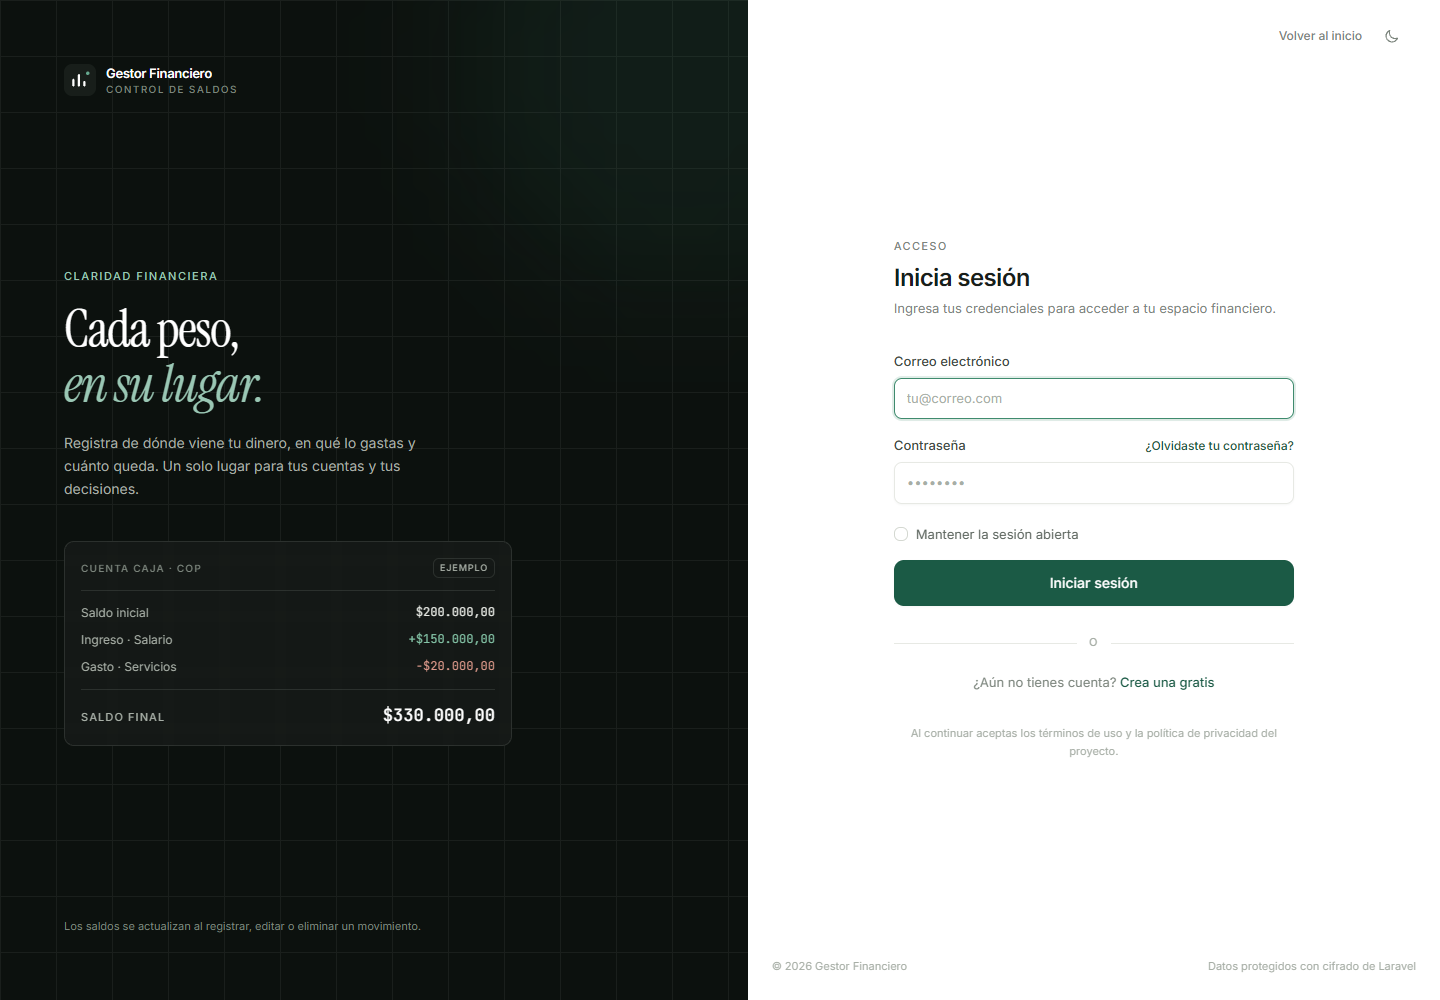 Gestor Financiero
CONTROL DE SALDOS
CLARIDAD FINANCIERA
Cada peso,
en su lugar.
Registra de dónde viene tu dinero, en qué lo gastas y
cuánto queda. Un solo lugar para tus cuentas y tus
decisiones.
CUENTA CAJA · COP
EJEMPLO
Saldo inicial
$200.000,00
Ingreso · Salario
+$150.000,00
Gasto · Servicios
-$20.000,00
SALDO FINAL
$330.000,00
Los saldos se actualizan al registrar, editar o eliminar un movimiento.
Volver al inicio
ACCESO
Inicia sesión
Ingresa tus credenciales para acceder a tu espacio financiero.
Correo electrónico
tu@correo.com
Contraseña
¿Olvidaste tu contraseña?
••••••••
Mantener la sesión abierta
Iniciar sesión
O
¿Aún no tienes cuenta? Crea una gratis
Al continuar aceptas los términos de uso y la política de privacidad del
proyecto.
© 2026 Gestor Financiero
Datos protegidos con cifrado de Laravel